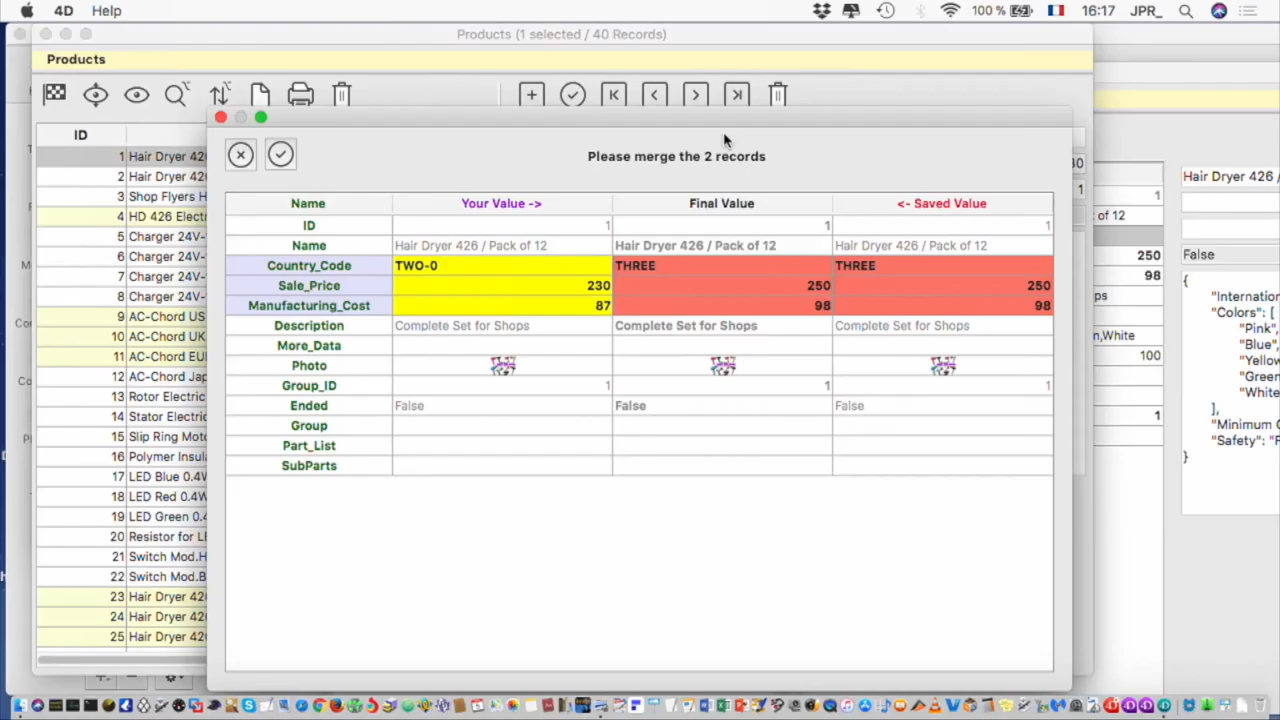 4D Help 100 % 16:17 JPR_
Products (1 selected / 40 Records)
Products
ID
1 Hair Dryer 42
2 Hair Dryer 42
3 Shop Flyers H
4 HD 426 Electr
5 Charger 24V-
6 Charger 24V-
7 Charger 24V-
8 Charger 24V-
9 AC-Chord US
10 AC-Chord UK
11 AC-Chord EU
12 AC-Chord Jap
13 Rotor Electric
14 Stator Electric
15 Slip Ring Moto
16 Polymer Insula
17 LED Blue 0.4W
18 LED Red 0.4W
19 LED Green 0.4
20 Resistor for LE
21 Switch Mod.H
22 Switch Mod.B
23 Hair Dryer 42
24 Hair Dryer 42
25 Hair Dryer 42
Please merge the 2 records
Name Your Value -> Final Value <- Saved Value
ID 1 1 1
Name Hair Dryer 426 / Pack of 12 Hair Dryer 426 / Pack of 12 Hair Dryer 426 / Pack of 12
Country_Code TWO-0 THREE THREE
Sale_Price 230 250 250
Manufacturing_Cost 87 98 98
Description Complete Set for Shops Complete Set for Shops Complete Set for Shops
More_Data
Photo
Group_ID 1 1 1
Ended False False False
Group
Part_List
SubParts
1
1
of 12
250
98
100
1
Hair Dryer 426 /
False
{
"Internation
"Colors": [
"Pink",
"Blue",
"Yellow
"Green
"White
],
"Minimum
"Safety":
}